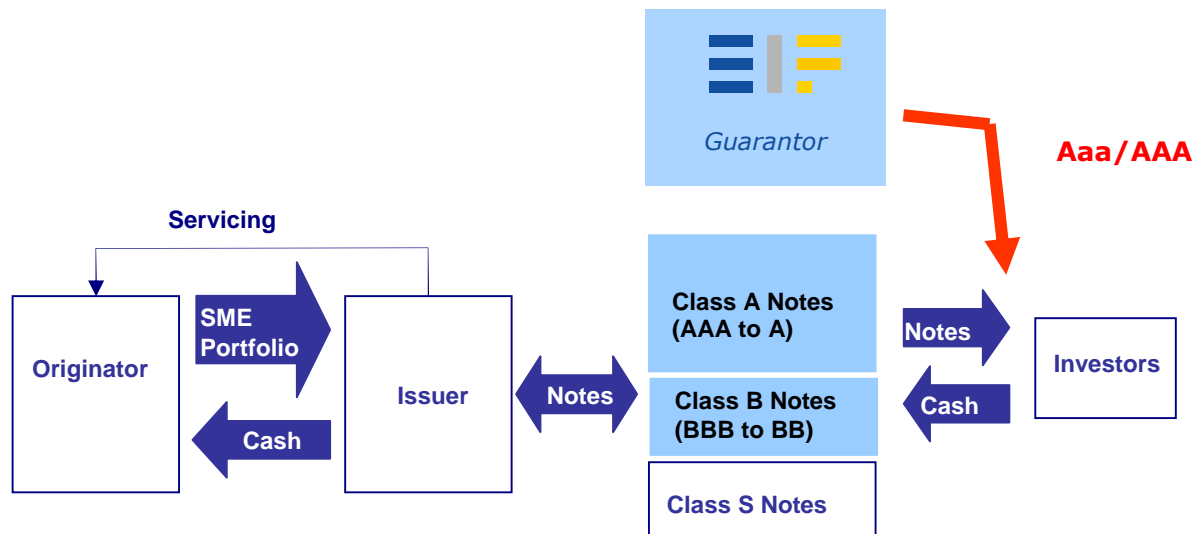 EIF
Guarantor
Aaa/AAA
Servicing
SME
Portfolio
Originator
Cash
Issuer
Notes
Class A Notes
(AAA to A)
Class B Notes
(BBB to BB)
Class S Notes
Notes
Cash
Investors